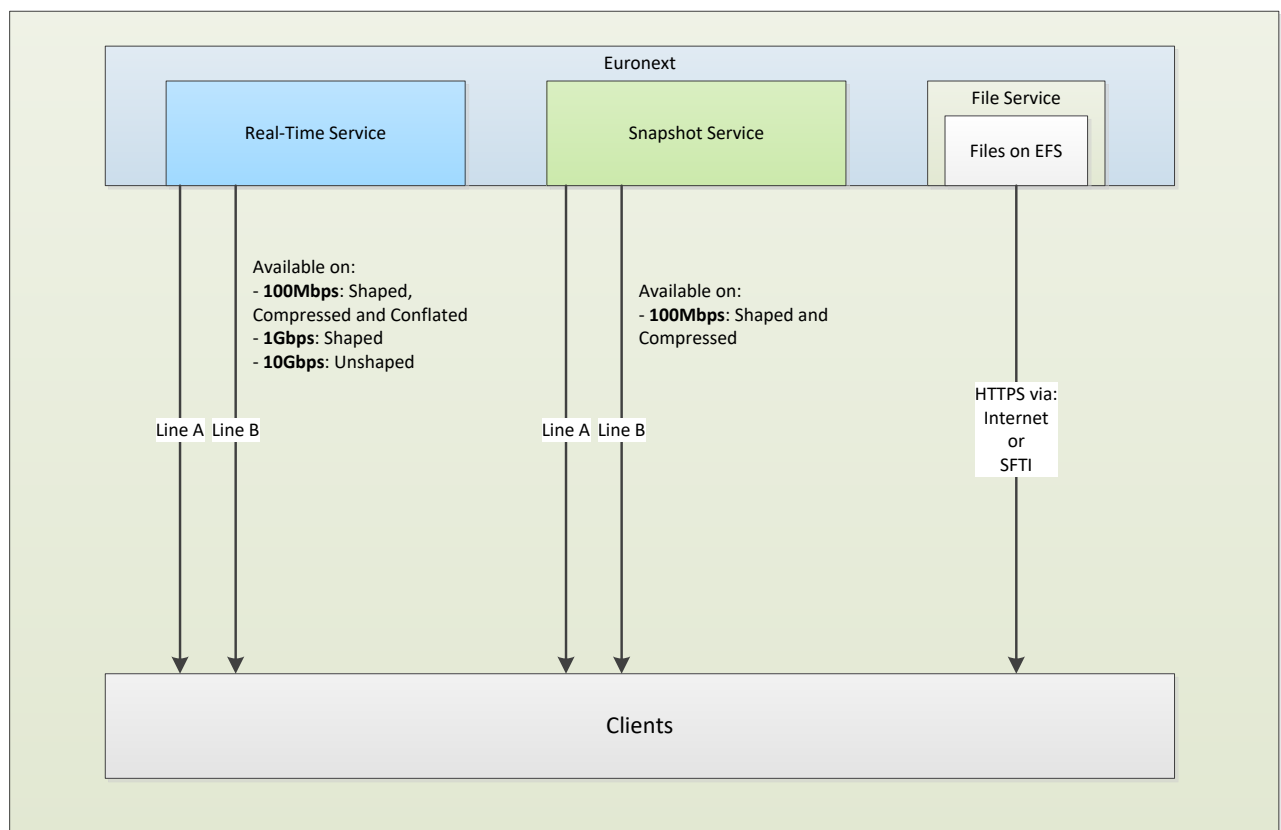 Euronext
Real-Time Service
Snapshot Service
File Service
Files on EFS
Available on:
- 100Mbps: Shaped,
Compressed and Conflated
- 1Gbps: Shaped
- 10Gbps: Unshaped
Available on:
- 100Mbps: Shaped and
Compressed
Line A
Line B
Line A
Line B
HTTPS via:
Internet
or
SFTI
Clients